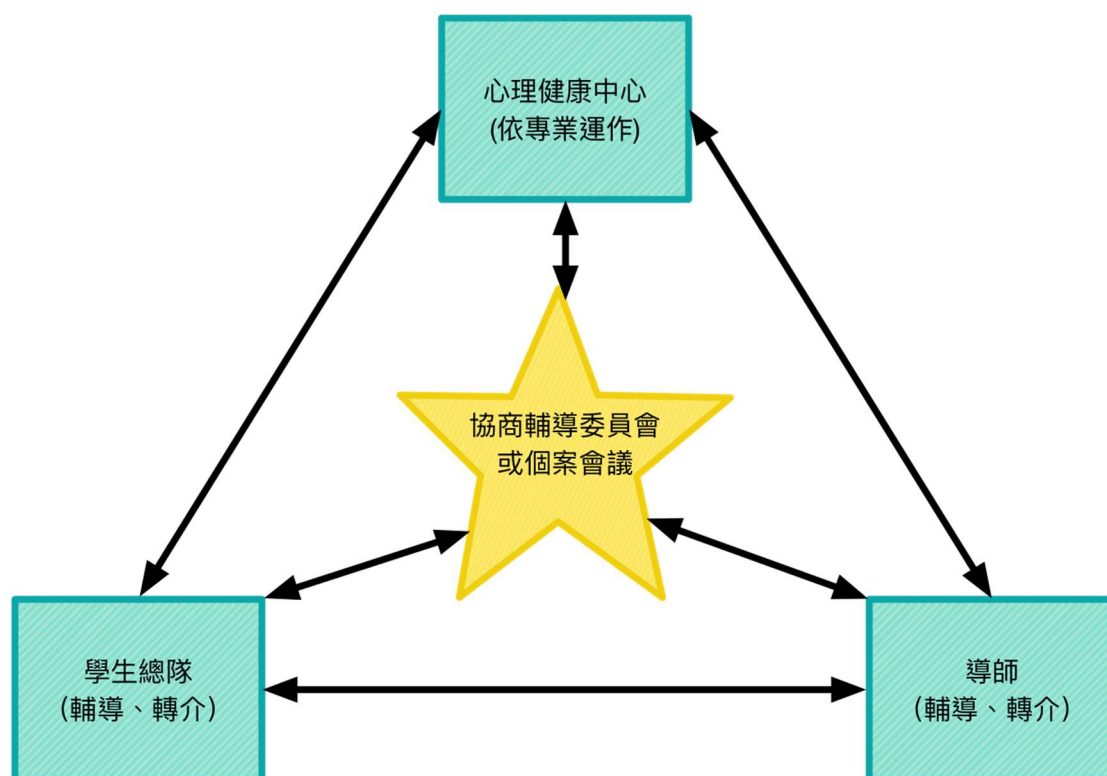 心理健康中心
(依專業運作)
協商輔導委員會
或個案會議
學生總隊
（輔導、轉介）
導師
（輔導、轉介）